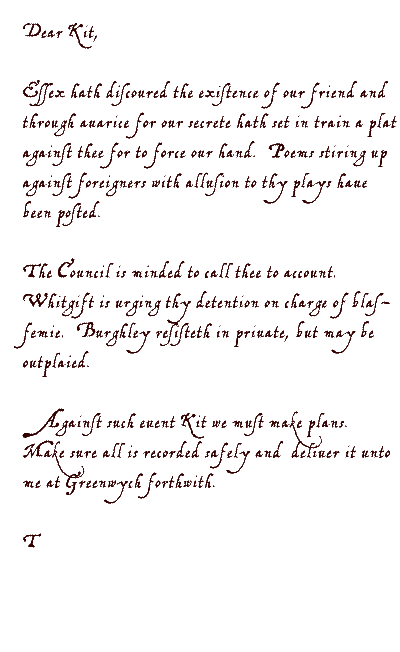 Dear Kit,
Essex hath discoured the existence of our friend and
through auarice for our secrete hath set in train a plat
against thee for to force our hand. Poems stiring up
against foreigners with allusion to thy plays haue
been posted.
The Council is minded to call thee to account.
Whitgift is urging thy detention on charge of blas-
femie. Burghley resisteth in priuate, but may be
outplaied.
Against such euent Kit we must make plans.
Make sure all is recorded safely and deliuer it unto
me at Greenwych forthwith.
T